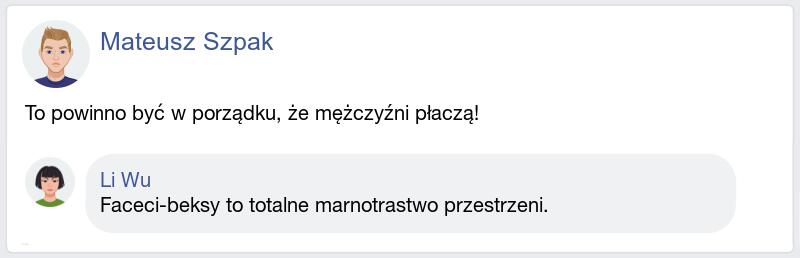 Mateusz Szpak
To powinno być w porządku, że mężczyźni płaczą!
Li Wu
Faceci-beksy to totalne marnotrastwo przestrzeni.